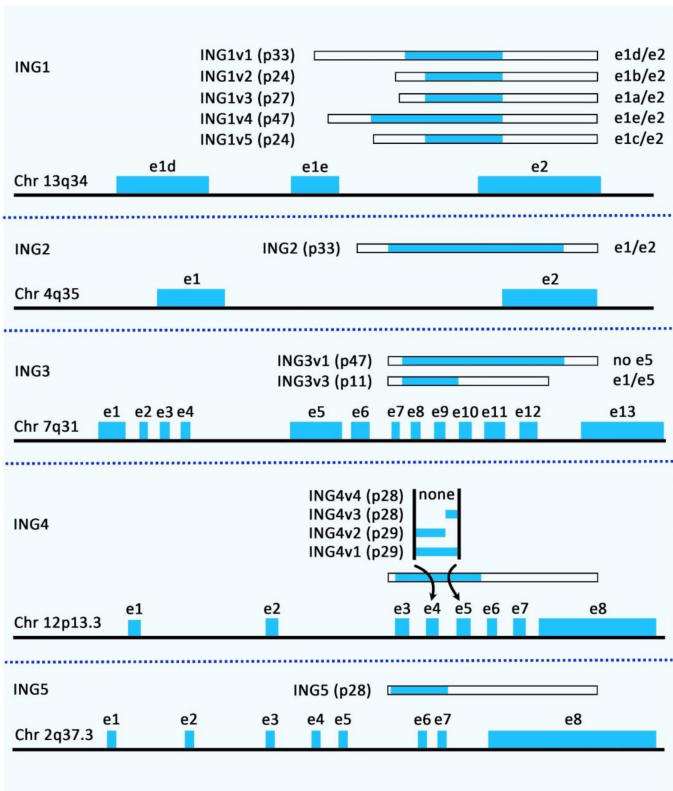 ING1
ING1v1 (p33) e1d/e2
ING1v2 (p24) e1b/e2
ING1v3 (p27) e1a/e2
ING1v4 (p47) e1e/e2
ING1v5 (p24) e1c/e2
e1d e1e e2
Chr 13q34
ING2 ING2 (p33) e1/e2
e1 e2
Chr 4q35
ING3v1 (p47) no e5
ING3
ING3v3 (p11) e1/e5
e1 e2 e3 e4 e5 e6 e7 e8 e9 e10 e11 e12 e13
Chr 7q31
ING4v4 (p28) none
ING4v3 (p28)
ING4
ING4v2 (p29)
ING4v1 (p29)
e1 e2 e3 e4 e5 e6 e7 e8
Chr 12p13.3
ING5 ING5 (p28)
e1 e2 e3 e4 e5 e6 e7 e8
Chr 2q37.3